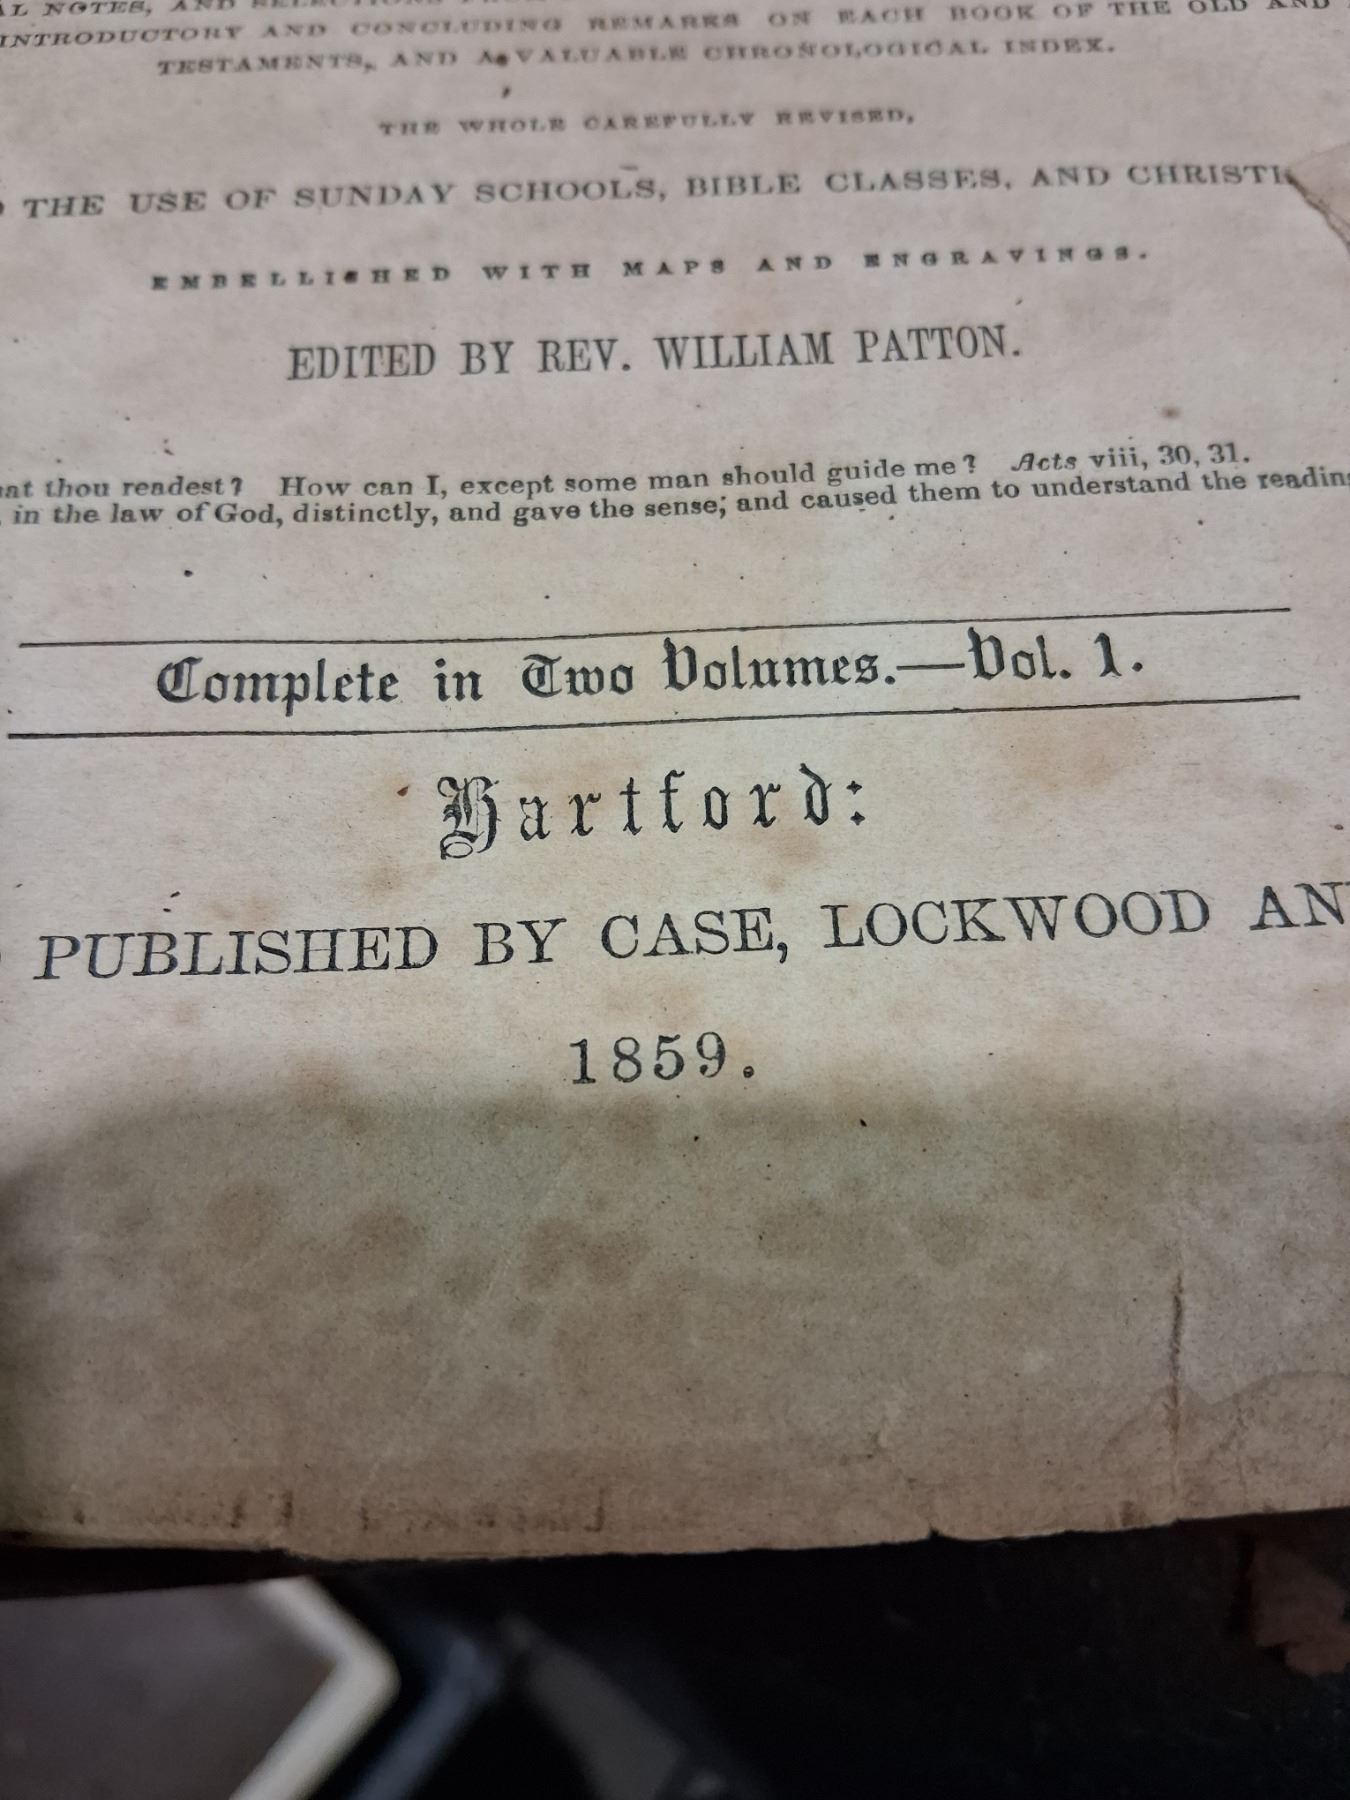 AL NOTES, AND SELECTIONS FROM
INTRODUCTORY AND CONCLUDING REMARKS ON EACH BOOK OF THE OLD AND
TESTAMENTS, AND A VALUABLE CHRONOLOGICAL INDEX.
THE WHOLE CAREFULLY REVISED,
THE USE OF SUNDAY SCHOOLS, BIBLE CLASSES, AND CHRISTI
EMBELLISHED WITH MAPS AND ENGRAVINGS.
EDITED BY REV. WILLIAM PATTON.
at thou readest? How can I, except some man should guide me? Acts viii, 30, 31.
in the law of God, distinctly, and gave the sense; and caused them to understand the reading
Complete in Two Volumes.—Vol. 1.
Hartford:
PUBLISHED BY CASE, LOCKWOOD AN
1859.